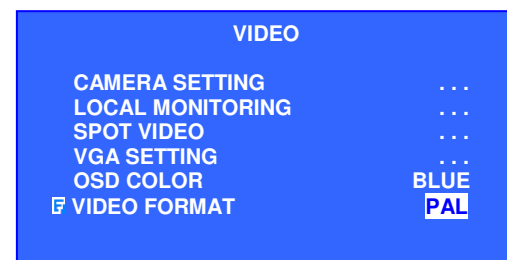 VIDEO
CAMERA SETTING ...
LOCAL MONITORING ...
SPOT VIDEO ...
VGA SETTING ...
OSD COLOR BLUE
F VIDEO FORMAT PAL